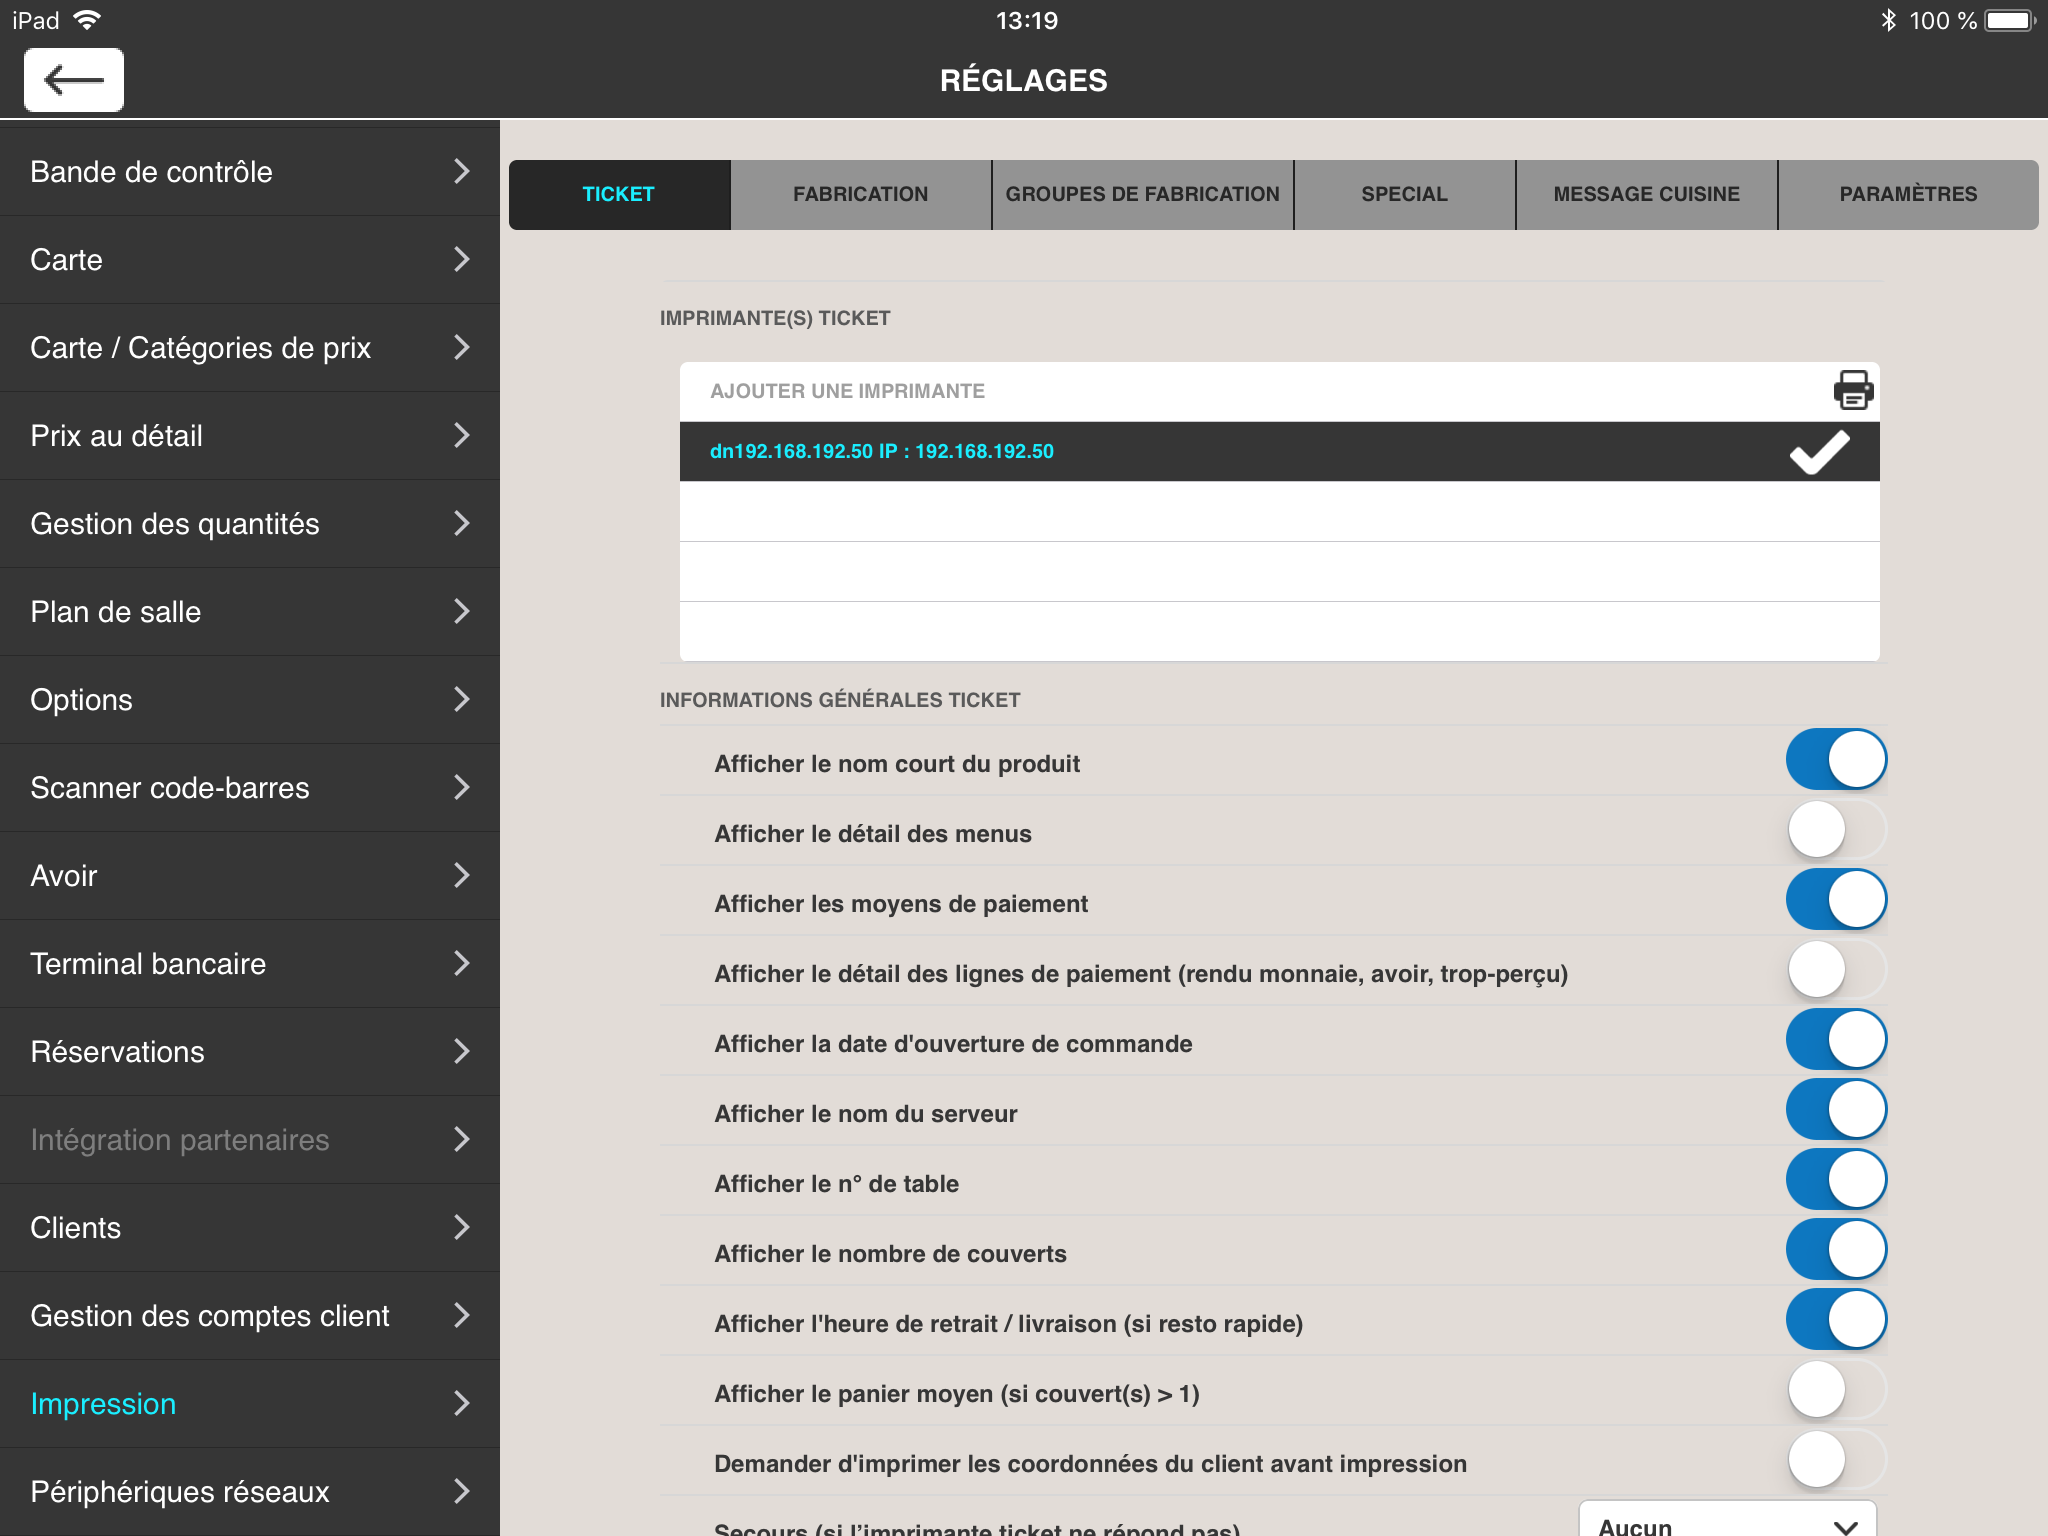 iPad
13:19
100 %
RÉGLAGES
Bande de contrôle
Carte
Carte / Catégories de prix
Prix au détail
Gestion des quantités
Plan de salle
Options
Scanner code-barres
Avoir
Terminal bancaire
Réservations
Intégration partenaires
Clients
Gestion des comptes client
Impression
Périphériques réseaux
TICKET
FABRICATION
GROUPES DE FABRICATION
SPECIAL
MESSAGE CUISINE
PARAMÈTRES
IMPRIMANTE(S) TICKET
AJOUTER UNE IMPRIMANTE
dn192.168.192.50 IP : 192.168.192.50
INFORMATIONS GÉNÉRALES TICKET
Afficher le nom court du produit
Afficher le détail des menus
Afficher les moyens de paiement
Afficher le détail des lignes de paiement (rendu monnaie, avoir, trop-perçu)
Afficher la date d'ouverture de commande
Afficher le nom du serveur
Afficher le n° de table
Afficher le nombre de couverts
Afficher l'heure de retrait / livraison (si resto rapide)
Afficher le panier moyen (si couvert(s) > 1)
Demander d'imprimer les coordonnées du client avant impression
Secours (si l’imprimante ticket ne répond pas)
Aucun